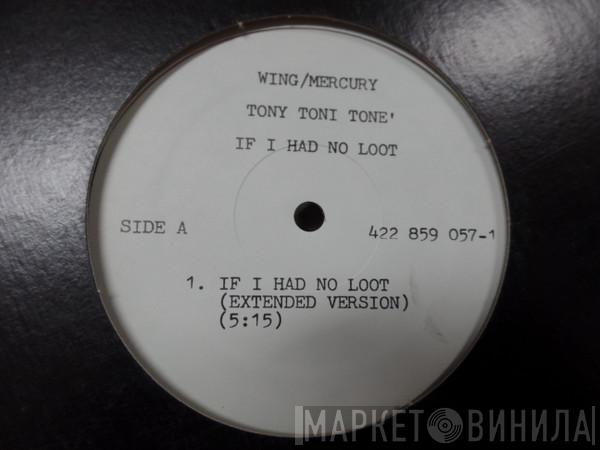 WING/MERCURY
TONY TONI TONE'
IF I HAD NO LOOT
SIDE A
422 859 057-1
1. IF I HAD NO LOOT
(EXTENDED VERSION)
(5:15)
МАРКЕТ ВИНИЛА